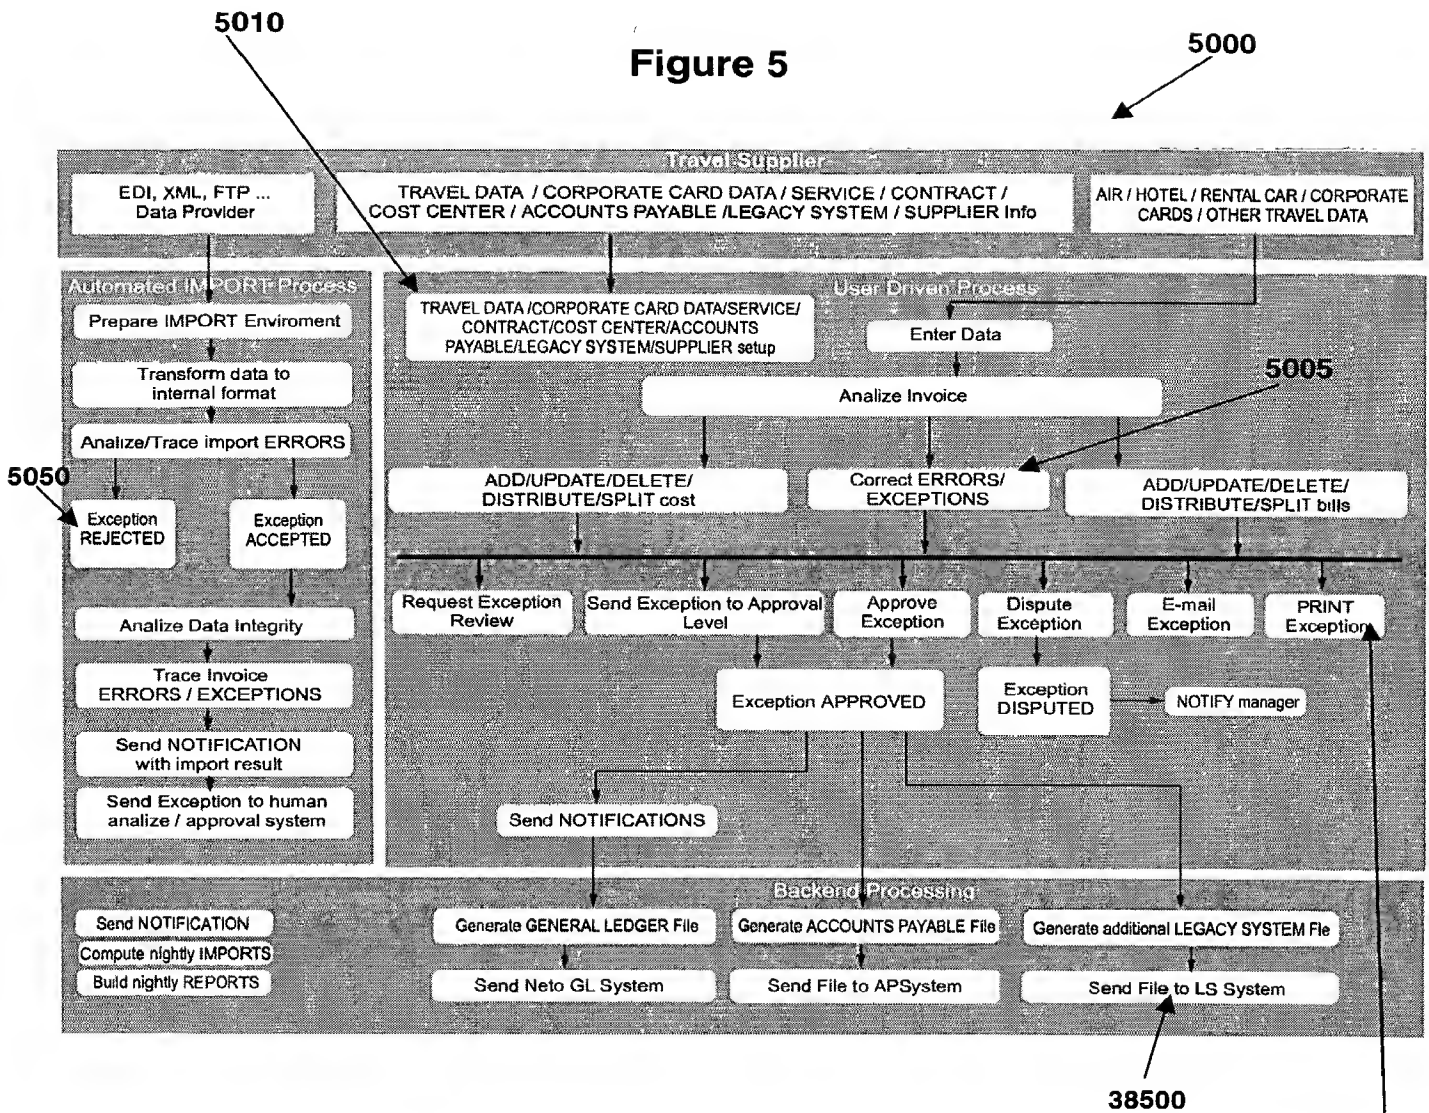 5010
Figure 5
5000
Travel Supplier
EDI, XML, FTP ...
Data Provider
TRAVEL DATA / CORPORATE CARD DATA / SERVICE / CONTRACT /
COST CENTER / ACCOUNTS PAYABLE /LEGACY SYSTEM / SUPPLIER Info
AIR / HOTEL / RENTAL CAR / CORPORATE
CARDS / OTHER TRAVEL DATA
Automated IMPORT Process
Prepare IMPORT Enviroment
Transform data to
internal format
Analize/Trace import ERRORS
5050
Exception
REJECTED
Exception
ACCEPTED
Analize Data Integrity
Trace Invoice
ERRORS / EXCEPTIONS
Send NOTIFICATION
with import result
Send Exception to human
analize / approval system
User Driven Process
TRAVEL DATA /CORPORATE CARD DATA/SERVICE/
CONTRACT/COST CENTER/ACCOUNTS
PAYABLE/LEGACY SYSTEM/SUPPLIER setup
Enter Data
Analize Invoice
5005
ADD/UPDATE/DELETE/
DISTRIBUTE/SPLIT cost
Correct ERRORS/
EXCEPTIONS
ADD/UPDATE/DELETE/
DISTRIBUTE/SPLIT bills
Request Exception
Review
Send Exception to Approval
Level
Approve
Exception
Dispute
Exception
E-mail
Exception
PRINT
Exception
Exception APPROVED
Exception
DISPUTED
NOTIFY manager
Send NOTIFICATIONS
Backend Processing
Send NOTIFICATION
Compute nightly IMPORTS
Build nightly REPORTS
Generate GENERAL LEDGER File
Generate ACCOUNTS PAYABLE File
Generate additional LEGACY SYSTEM Fle
Send Neto GL System
Send File to APSystem
Send File to LS System
38500